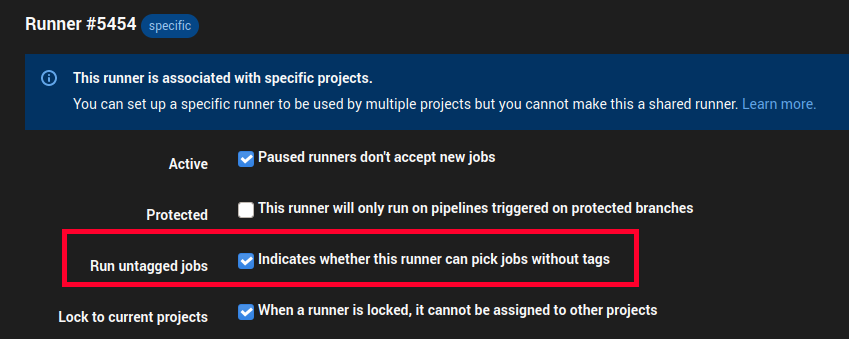 Runner #5454 specific
This runner is associated with specific projects.
You can set up a specific runner to be used by multiple projects but you cannot make this a shared runner. Learn more.
Active Paused runners don't accept new jobs
Protected This runner will only run on pipelines triggered on protected branches
Run untagged jobs Indicates whether this runner can pick jobs without tags
Lock to current projects When a runner is locked, it cannot be assigned to other projects